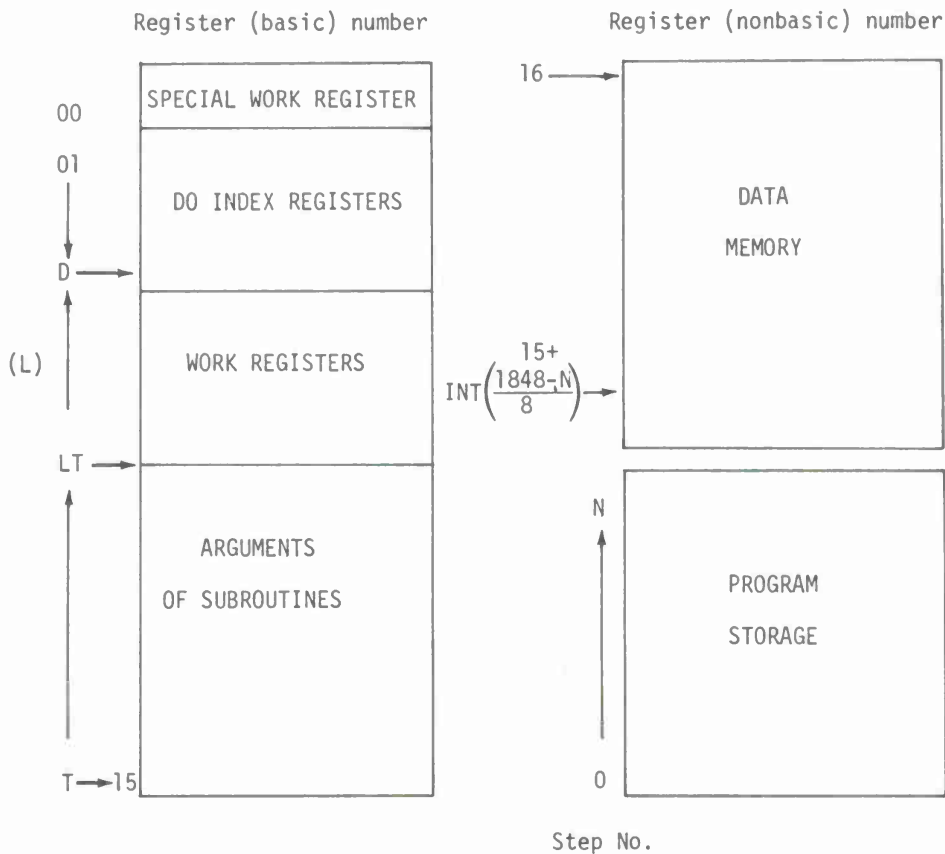 Register (basic) number
00
01
D
(L)
LT
T
15
SPECIAL WORK REGISTER
DO INDEX REGISTERS
WORK REGISTERS
ARGUMENTS
OF SUBROUTINES
Register (nonbasic) number
16
15+
INT(1848-N/8)
N
0
DATA
MEMORY
PROGRAM
STORAGE
Step No.